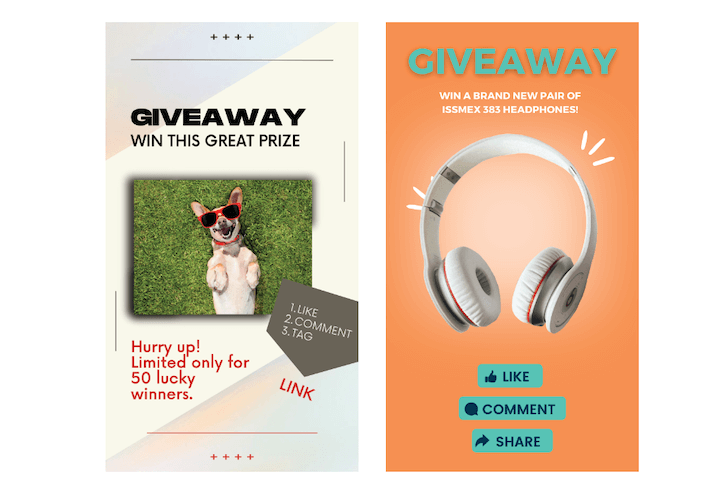 ++++
GIVEAWAY
WIN THIS GREAT PRIZE
1. LIKE
2. COMMENT
3. TAG
Hurry up!
Limited only for
50 lucky
winners.
LINK
++++
GIVEAWAY
WIN A BRAND NEW PAIR OF
ISSMEX 383 HEADPHONES!
LIKE
COMMENT
SHARE